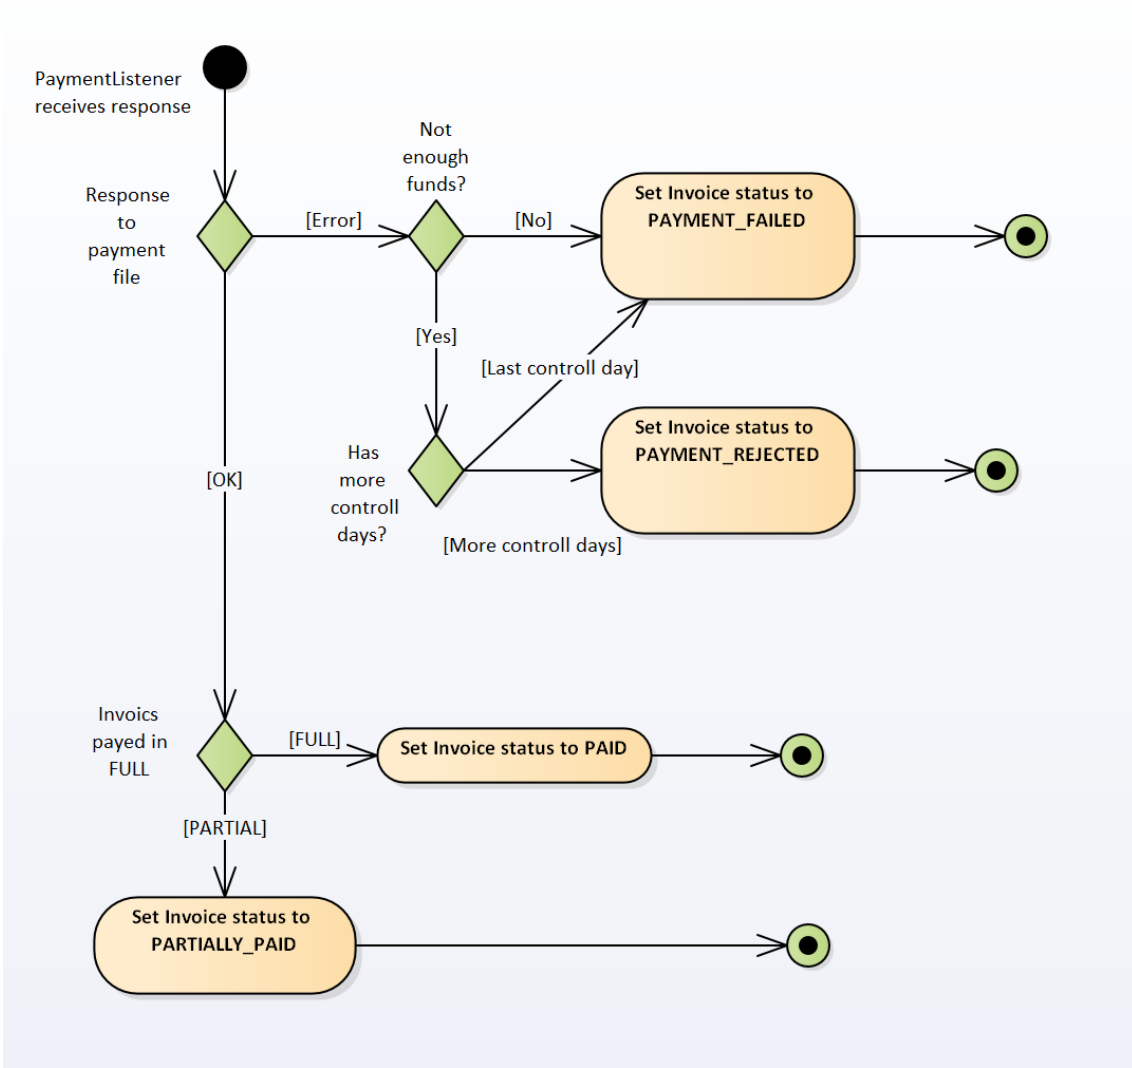 PaymentListener
receives response
Not
enough
funds?
Response
to
payment
file
[Error]
[No]
Set Invoice status to
PAYMENT_FAILED
[Yes]
[Last controll day]
Has
more
controll
days?
Set Invoice status to
PAYMENT_REJECTED
[More controll days]
[OK]
Invoics
payed in
FULL
[FULL]
Set Invoice status to PAID
[PARTIAL]
Set Invoice status to
PARTIALLY_PAID